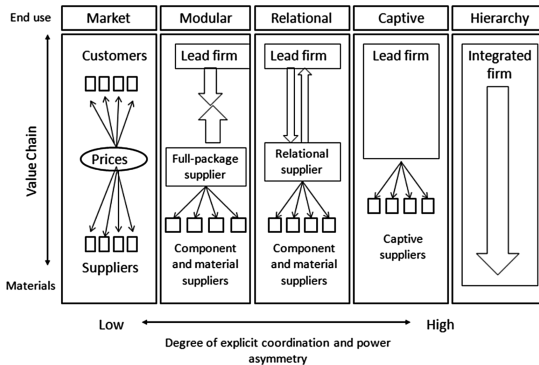 End use
Market
Modular
Relational
Captive
Hierarchy
Value Chain
Materials
Customers
Prices
Suppliers
Lead firm
Full-package
supplier
Component
and material
suppliers
Lead firm
Relational
supplier
Component
and material
suppliers
Lead firm
Captive
suppliers
Integrated
firm
Low
High
Degree of explicit coordination and power
asymmetry